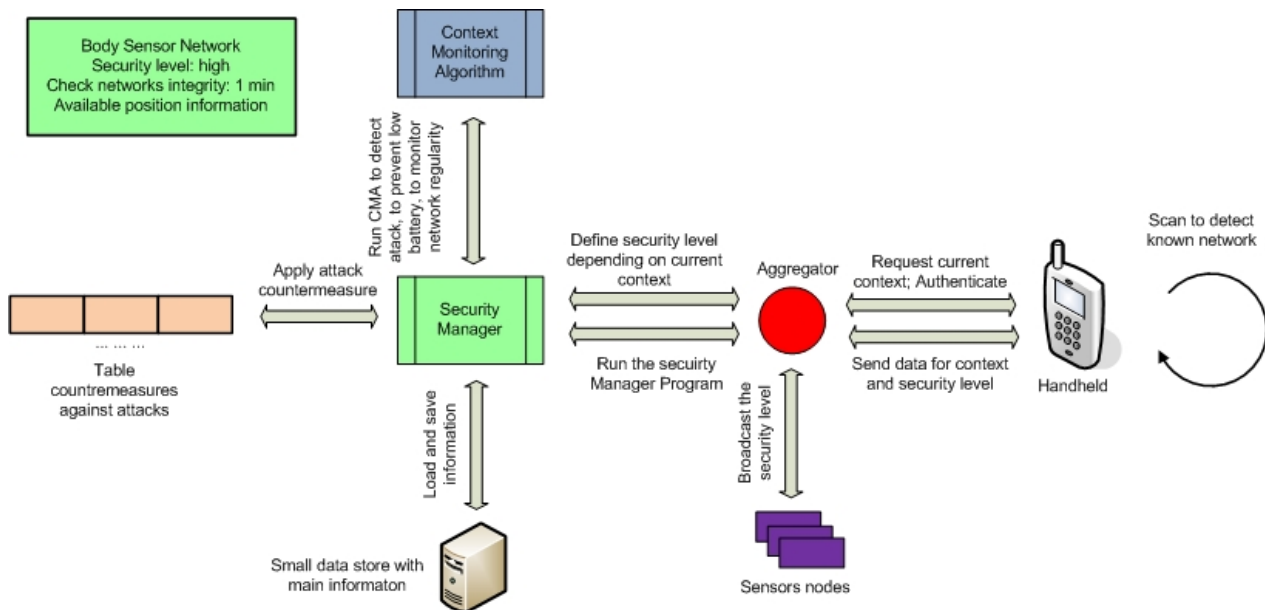 Body Sensor Network
Security level: high
Check networks integrity: 1 min
Available position information
Context
Monitoring
Algorithm
Run CMA to detect
atack, to prevent low
battery, to monitor
network regularity
Apply attack
countermeasure
Security
Manager
Define security level
depending on current
context
Run the secuirty
Manager Program
Aggregator
Request current
context; Authenticate
Send data for context
and security level
Scan to detect
known network
Handheld
... ... ...
Table
countremeasures
against attacks
Load and save
information
Broadcast the
security level
Small data store with
main informaton
Sensors nodes